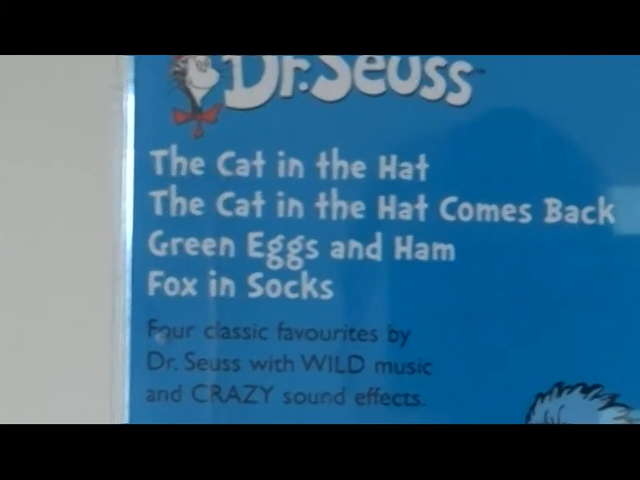 Dr. Seuss™
The Cat in the Hat
The Cat in the Hat Comes Back
Green Eggs and Ham
Fox in Socks
Four classic favourites by
Dr. Seuss with WILD music
and CRAZY sound effects.